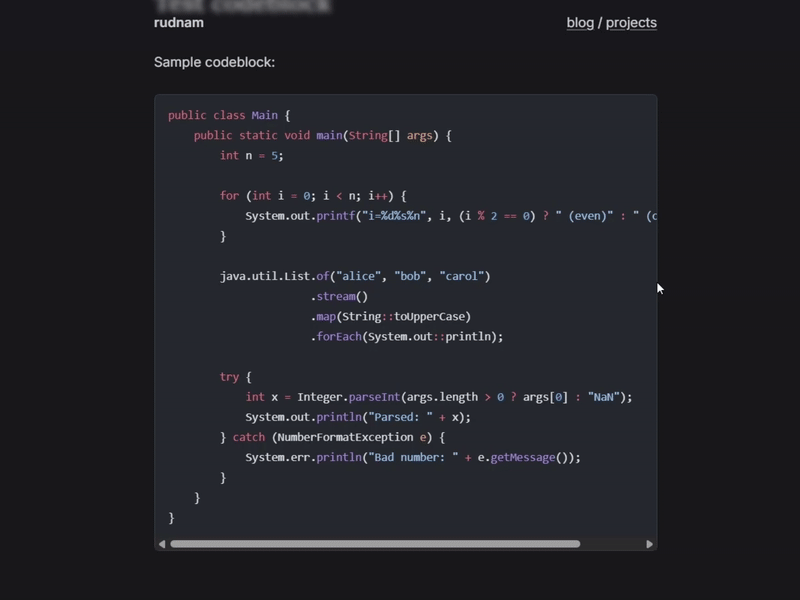 Test codeblock
rudnam
blog / projects
Sample codeblock:
public class Main {
    public static void main(String[] args) {
        int n = 5;

        for (int i = 0; i < n; i++) {
            System.out.printf("i=%d%s%n", i, (i % 2 == 0) ? " (even)" : " (
        }

        java.util.List.of("alice", "bob", "carol")
                      .stream()
                      .map(String::toUpperCase)
                      .forEach(System.out::println);

        try {
            int x = Integer.parseInt(args.length > 0 ? args[0] : "NaN");
            System.out.println("Parsed: " + x);
        } catch (NumberFormatException e) {
            System.err.println("Bad number: " + e.getMessage());
        }
    }
}